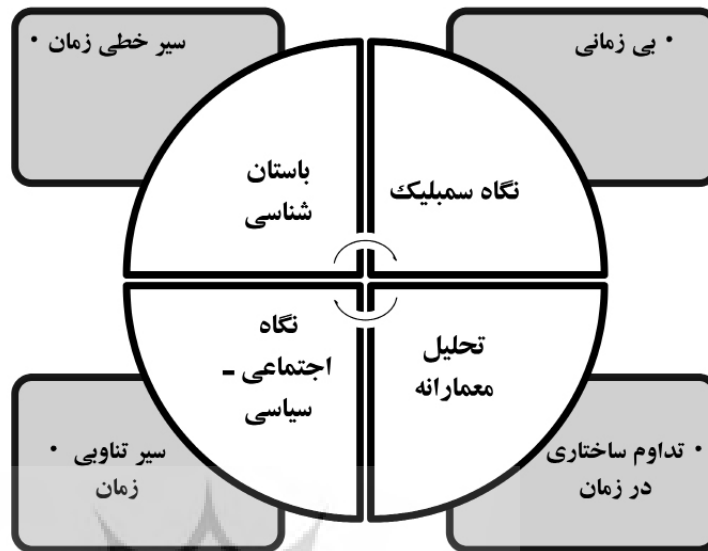 • بی زمانی
• سیر خطی زمان
نگاه سمبلیک
باستان
شناسی
تحلیل
معمارانه
نگاه
اجتماعی -
سیاسی
• تداوم ساختاری
در زمان
• سیر تناوبی
زمان